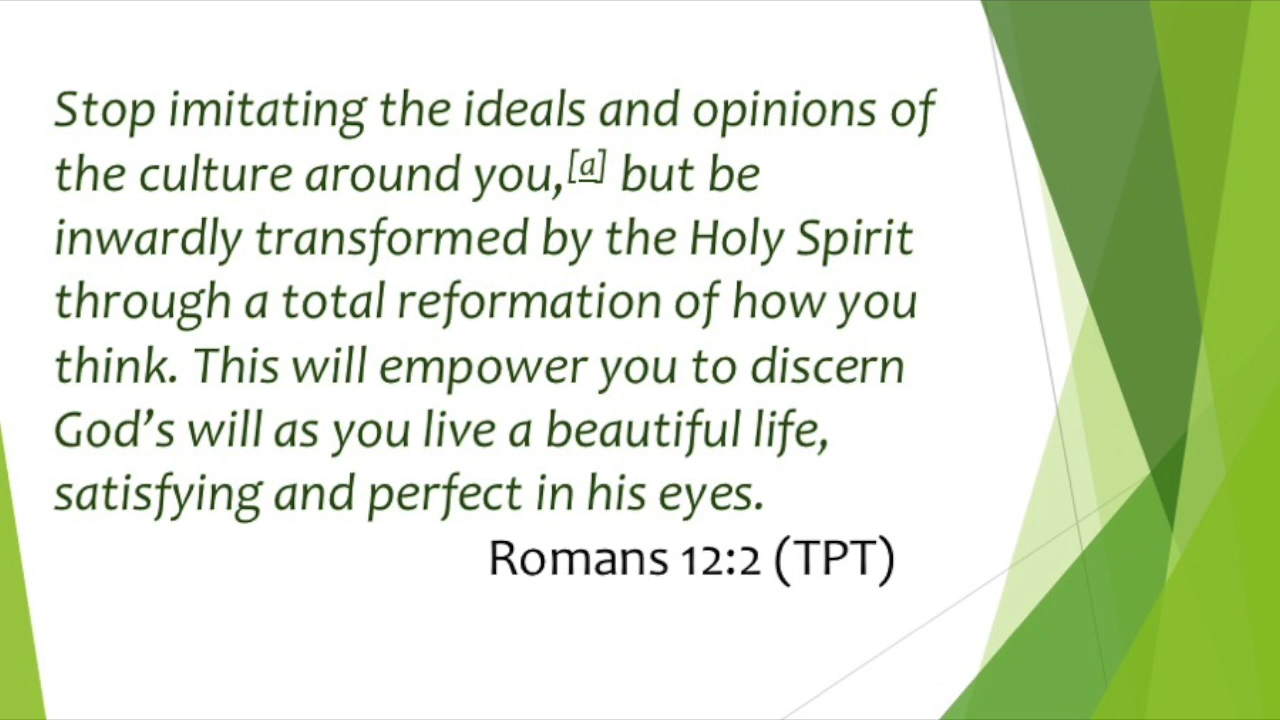 Stop imitating the ideals and opinions of
the culture around you,[a] but be
inwardly transformed by the Holy Spirit
through a total reformation of how you
think. This will empower you to discern
God’s will as you live a beautiful life,
satisfying and perfect in his eyes.
Romans 12:2 (TPT)